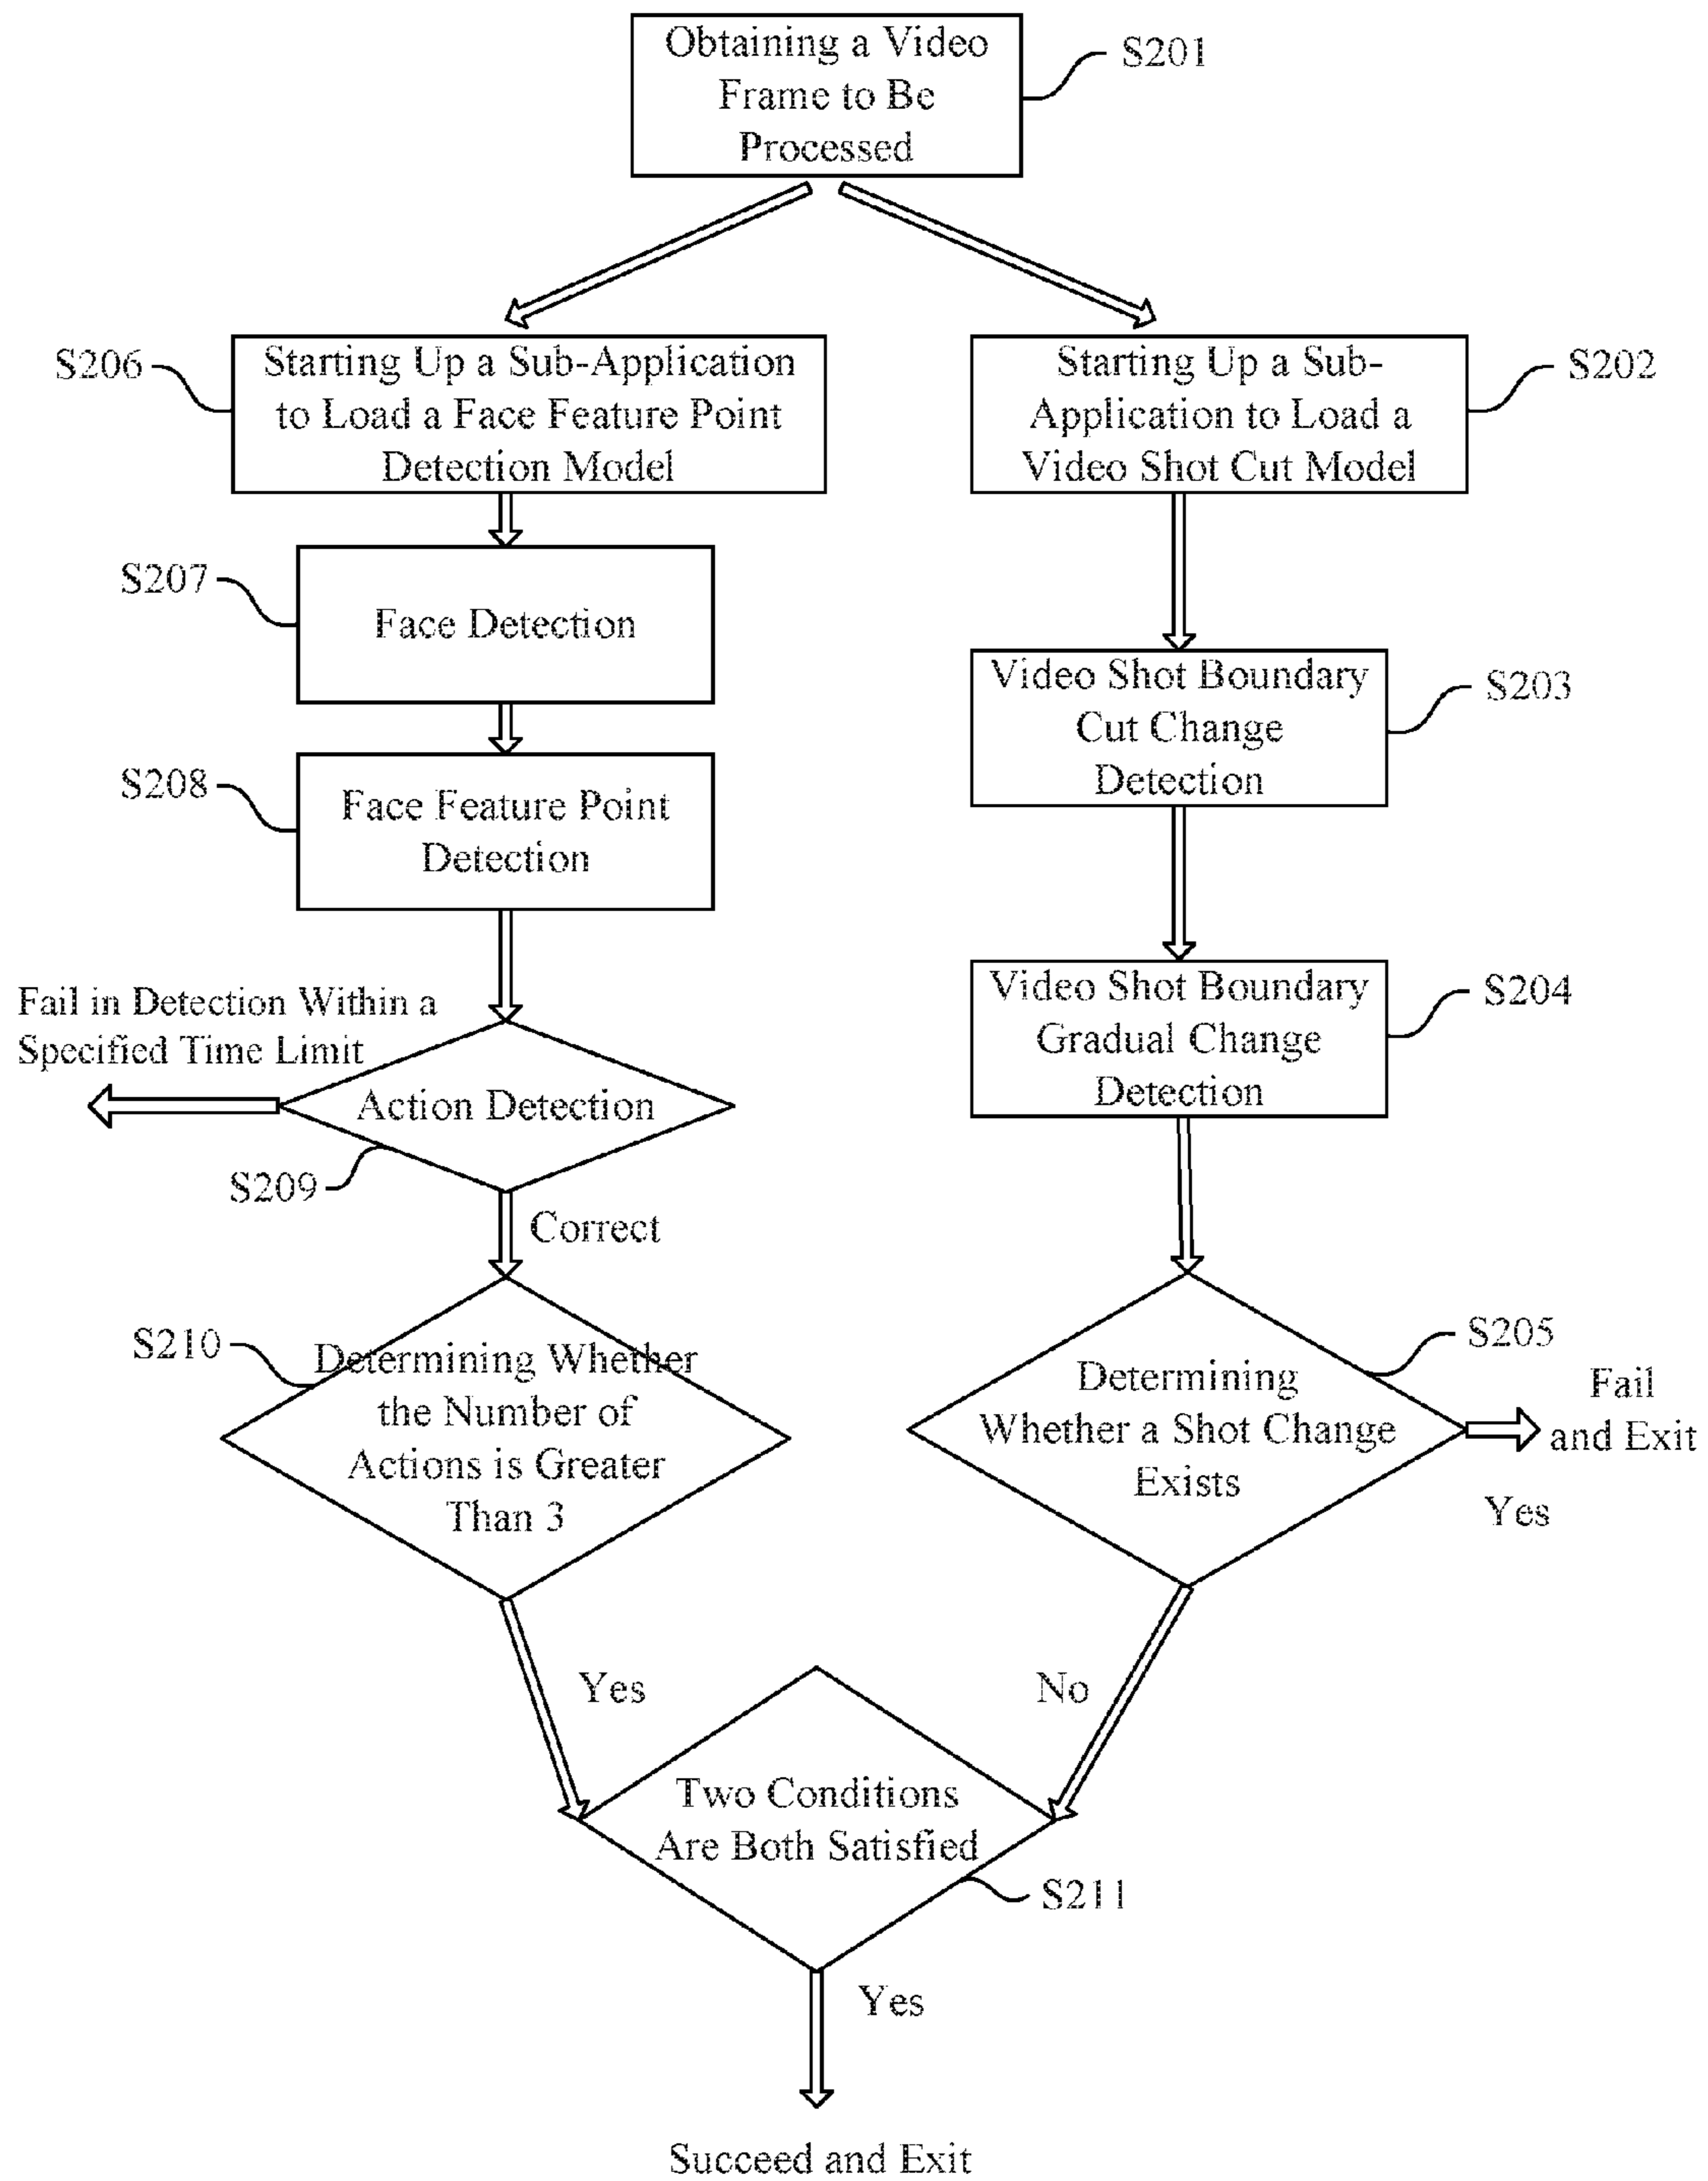 Obtaining a Video
Frame to Be
Processed
S201
S206
Starting Up a Sub-Application
to Load a Face Feature Point
Detection Model
Starting Up a Sub-
Application to Load a
Video Shot Cut Model
S202
S207
Face Detection
Video Shot Boundary
Cut Change
Detection
S203
S208
Face Feature Point
Detection
Video Shot Boundary
Gradual Change
Detection
S204
Fail in Detection Within a
Specified Time Limit
Action Detection
S209
Correct
S210
Determining Whether
the Number of
Actions is Greater
Than 3
S205
Determining
Whether a Shot Change
Exists
Fail
and Exit
Yes
Yes
No
Two Conditions
Are Both Satisfied
S211
Yes
Succeed and Exit